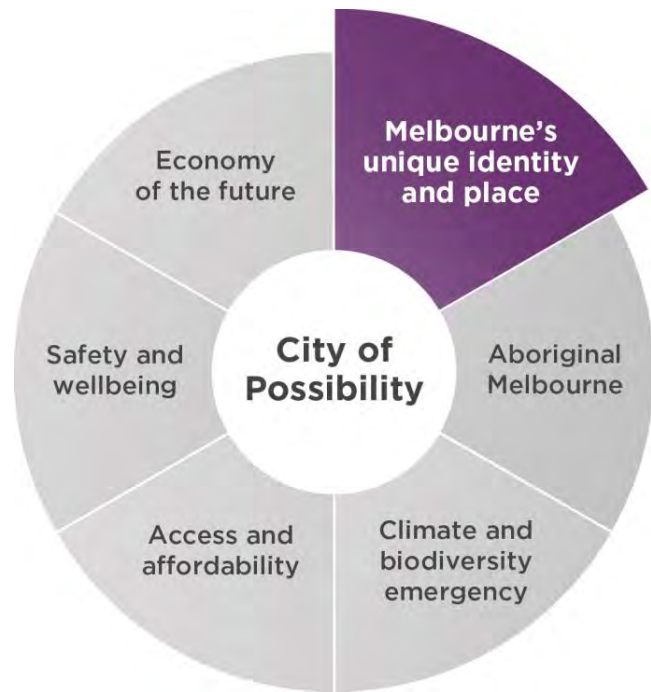 Melbourne's
unique identity
and place
Aboriginal
Melbourne
Climate and
biodiversity
emergency
Access and
affordability
Safety and
wellbeing
Economy
of the future
City of
Possibility